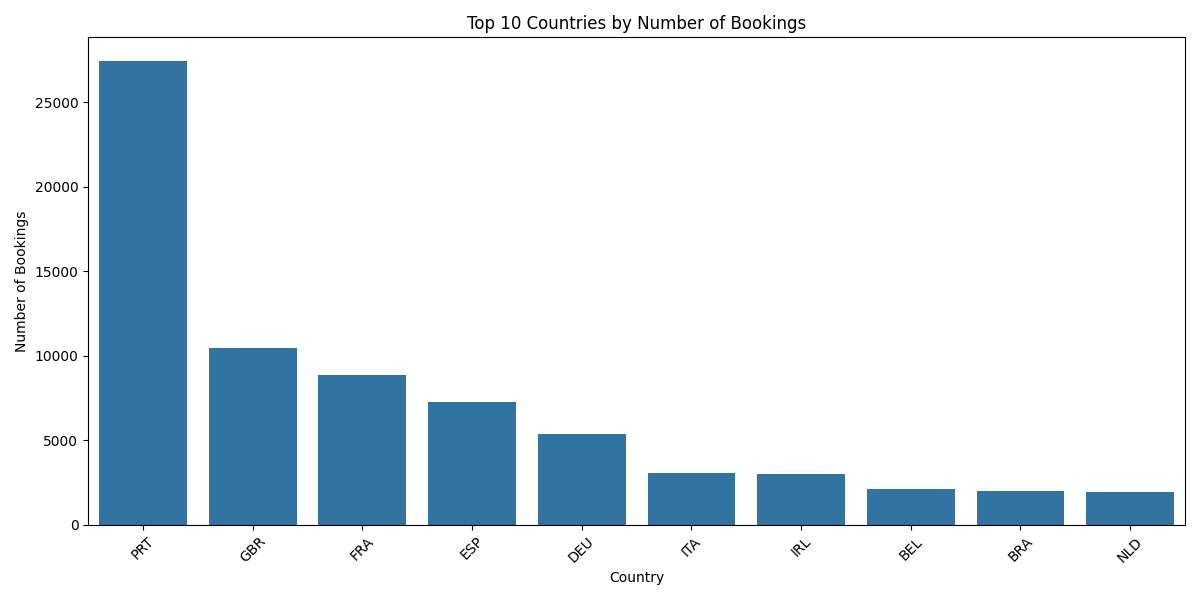 Top 10 Countries by Number of Bookings
Number of Bookings
25000
20000
15000
10000
5000
0
PRT
GBR
FRA
ESP
DEU
ITA
IRL
BEL
BRA
NLD
Country